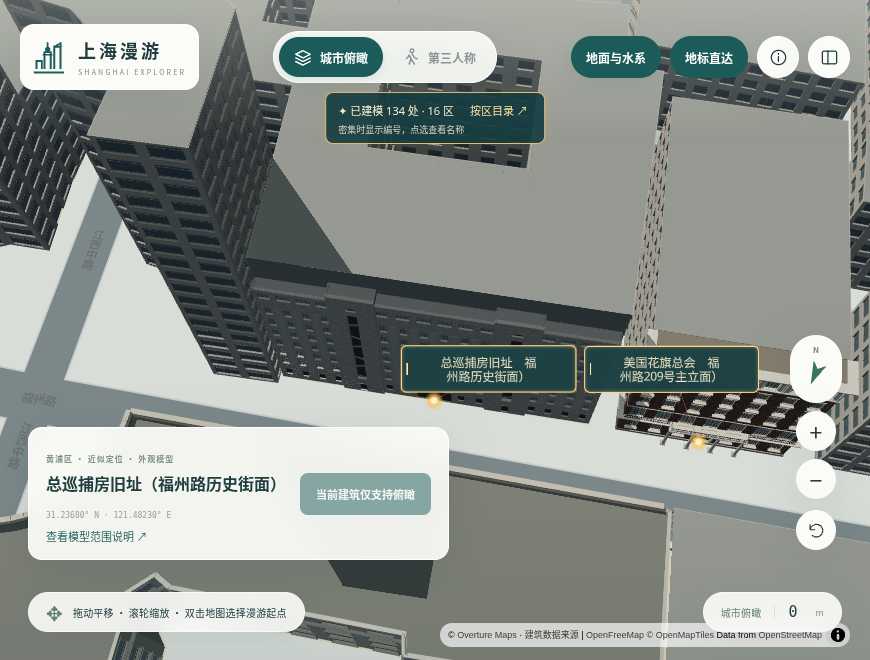 上海漫游
SHANGHAI EXPLORER
城市俯瞰
第三人称
地面与水系
地标直达
✦ 已建模 134 处 · 16 区 按区目录 ↗
密集时显示编号，点选查看名称
江西中路
总巡捕房旧址 福
州路历史街面）
美国花旗总会 福
州路209号主立面）
N
福州路
江西中路
黄浦区 · 近似定位 · 外观模型
总巡捕房旧址（福州路历史街面）
当前建筑仅支持俯瞰
31.23680° N · 121.48230° E
查看模型范围说明 ↗
拖动平移 · 滚轮缩放 · 双击地图选择漫游起点
城市俯瞰 0 m
© Overture Maps · 建筑数据来源 | OpenFreeMap © OpenMapTiles Data from OpenStreetMap